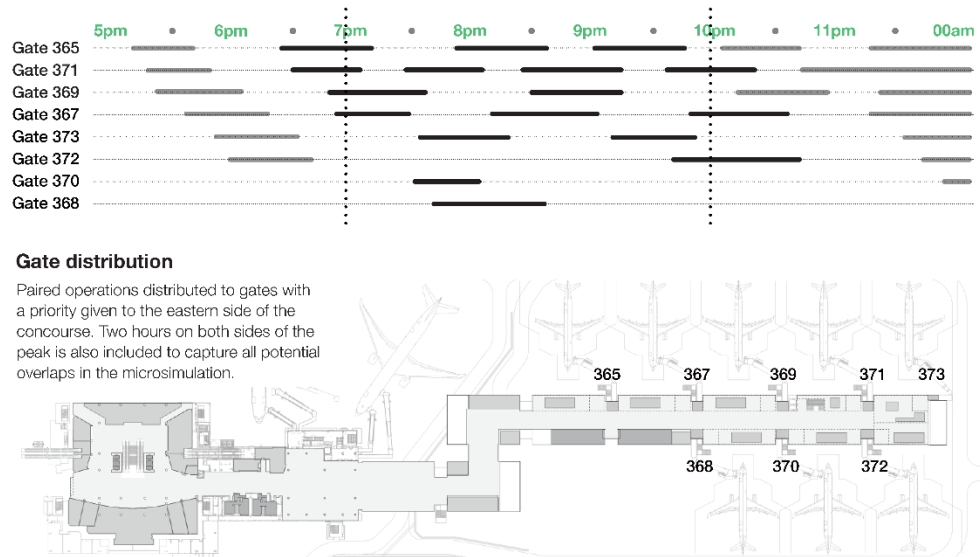 5pm 6pm 7pm 8pm 9pm 10pm 11pm 00am
Gate 365
Gate 371
Gate 369
Gate 367
Gate 373
Gate 372
Gate 370
Gate 368
Gate distribution
Paired operations distributed to gates with
a priority given to the eastern side of the
concourse. Two hours on both sides of the
peak is also included to capture all potential
overlaps in the microsimulation.
365 367 369 371 373
368 370 372